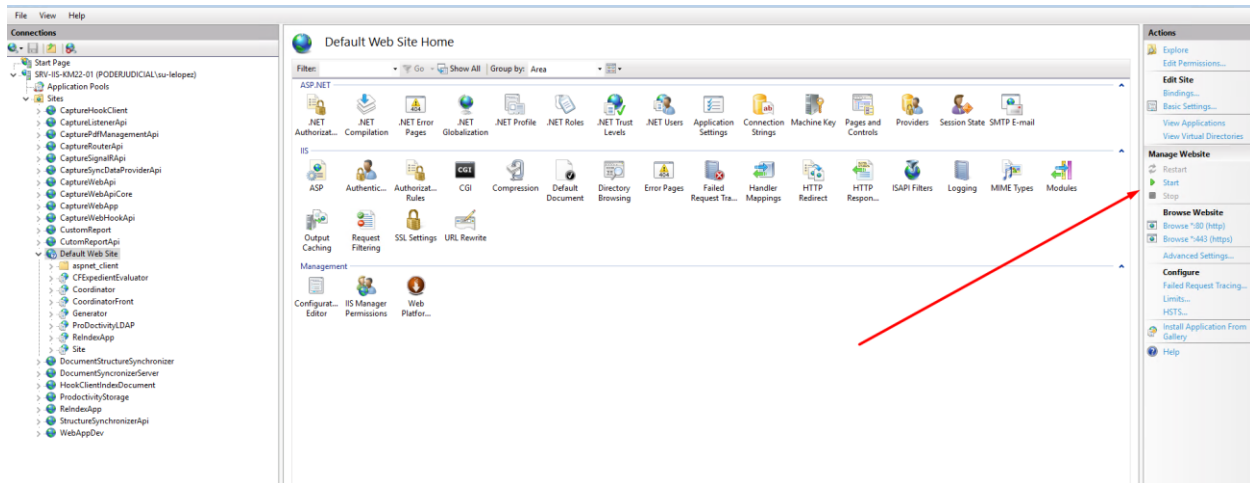 File View Help
Connections
Start Page
SRV-IIS-KM22-01 (PODERJUDICIAL\su-lelopez)
Application Pools
Sites
CaptureHookClient
CaptureListenerApi
CapturePdfManagementApi
CaptureRouterApi
CaptureSignalRApi
CaptureSyncDataProviderApi
CaptureWebApi
CaptureWebApiCore
CaptureWebApp
CaptureWebHookApi
CustomReport
CutomReportApi
Default Web Site
aspnet_client
CFExpedientEvaluator
Coordinator
CoordinatorFront
Generator
ProDoctivityLDAP
ReIndexApp
Site
DocumentStructureSynchronizer
DocumentSyncronizerServer
HookClientIndexDocument
ProdoctivityStorage
ReIndexApp
StructureSynchronizerApi
WebAppDev
Default Web Site Home
Filter: Go Show All Group by: Area
ASP.NET
.NET Authorizat...
.NET Compilation
.NET Error Pages
.NET Globalization
.NET Profile
.NET Roles
.NET Trust Levels
.NET Users
Application Settings
Connection Strings
Machine Key
Pages and Controls
Providers
Session State
SMTP E-mail
IIS
ASP
Authentic...
Authorizat... Rules
CGI
Compression
Default Document
Directory Browsing
Error Pages
Failed Request Tra...
Handler Mappings
HTTP Redirect
HTTP Respon...
ISAPI Filters
Logging
MIME Types
Modules
Output Caching
Request Filtering
SSL Settings
URL Rewrite
Management
Configurat... Editor
IIS Manager Permissions
Web Platfor...
Actions
Explore
Edit Permissions...
Edit Site
Bindings...
Basic Settings...
View Applications
View Virtual Directories
Manage Website
Restart
Start
Stop
Browse Website
Browse *:80 (http)
Browse *:443 (https)
Advanced Settings...
Configure
Failed Request Tracing...
Limits...
HSTS...
Install Application From Gallery
Help